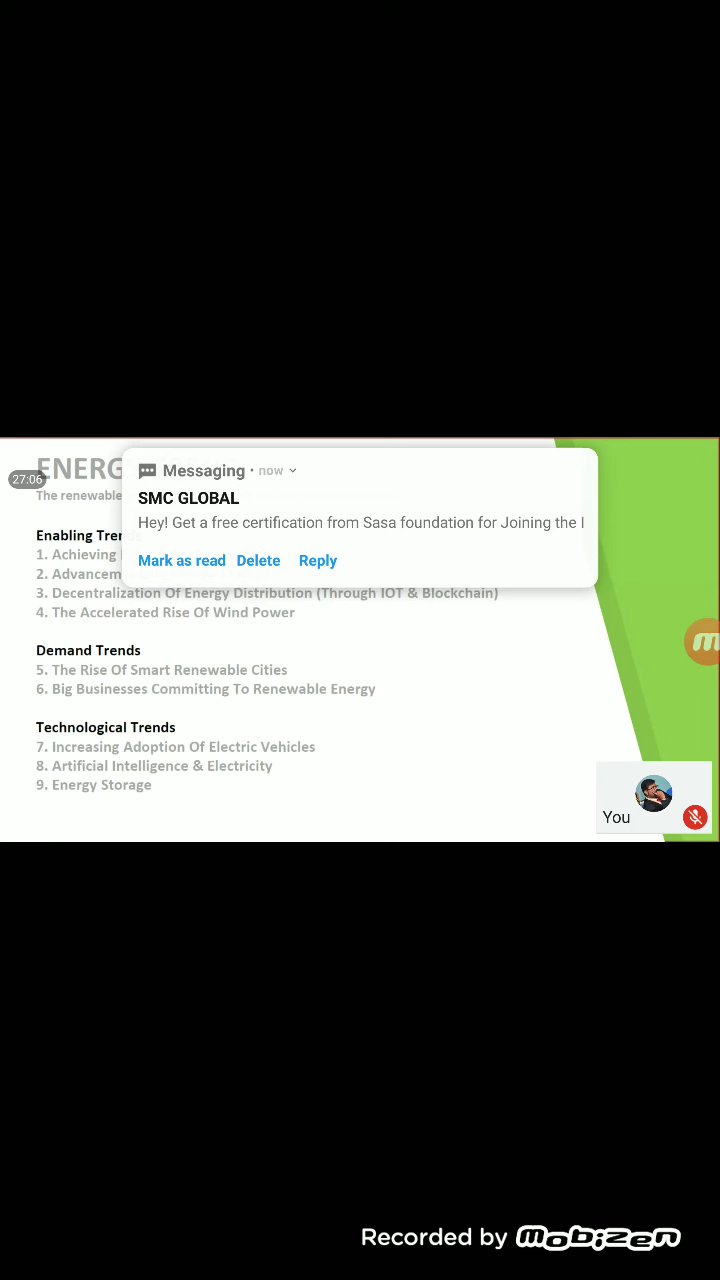 ENERG
27:06
The renewable
Messaging · now
SMC GLOBAL
Hey! Get a free certification from Sasa foundation for Joining the I
Mark as read Delete Reply
Enabling Tren
1. Achieving
2. Advancem
3. Decentralization Of Energy Distribution (Through IOT & Blockchain)
4. The Accelerated Rise Of Wind Power
Demand Trends
5. The Rise Of Smart Renewable Cities
6. Big Businesses Committing To Renewable Energy
Technological Trends
7. Increasing Adoption Of Electric Vehicles
8. Artificial Intelligence & Electricity
9. Energy Storage
You
Recorded by mobizen